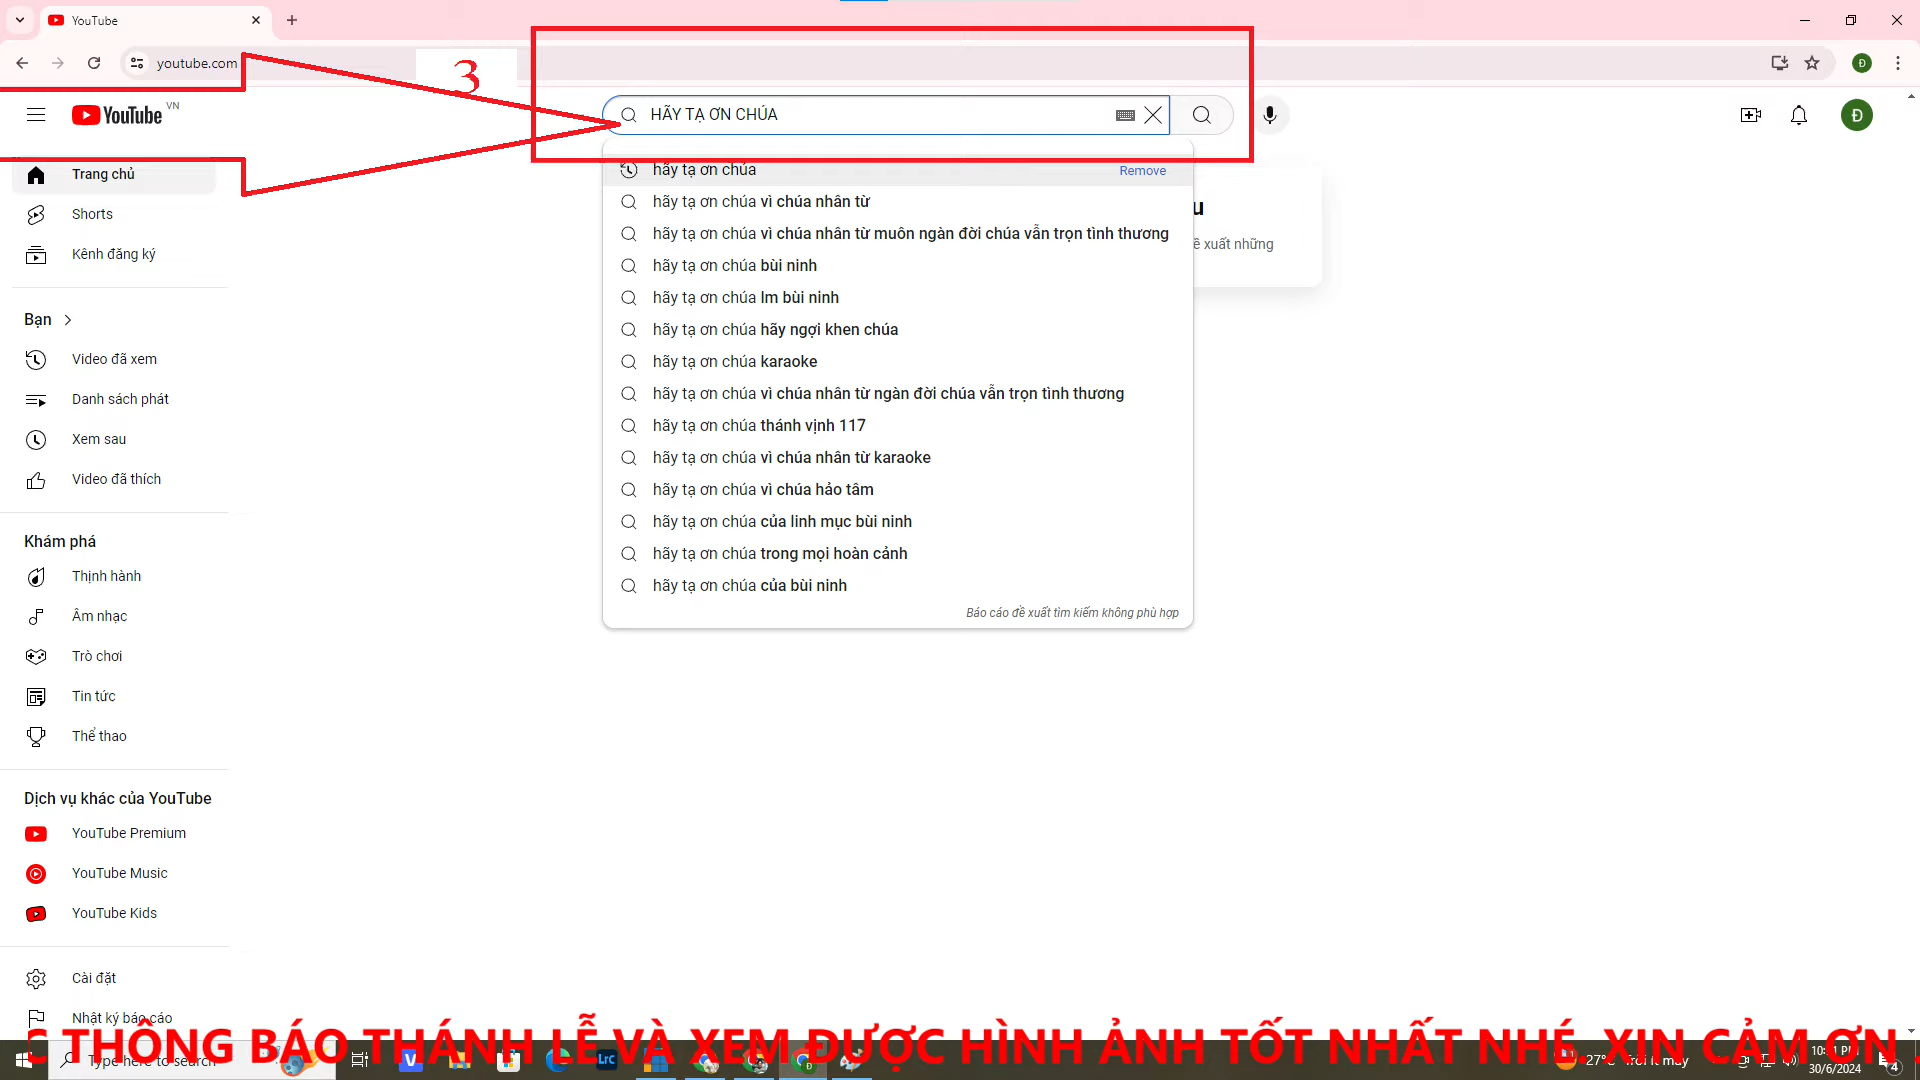 YouTube
youtube.com
3
YouTube VN
HÃY TẠ ƠN CHÚA
Đ
Trang chủ
Shorts
Kênh đăng ký
Bạn
Video đã xem
Danh sách phát
Xem sau
Video đã thích
Khám phá
Thịnh hành
Âm nhạc
Trò chơi
Tin tức
Thể thao
Dịch vụ khác của YouTube
YouTube Premium
YouTube Music
YouTube Kids
Cài đặt
Nhật ký báo cáo
hãy tạ ơn chúa Remove
hãy tạ ơn chúa vì chúa nhân từ
hãy tạ ơn chúa vì chúa nhân từ muôn ngàn đời chúa vẫn trọn tình thương
hãy tạ ơn chúa bùi ninh
hãy tạ ơn chúa lm bùi ninh
hãy tạ ơn chúa hãy ngợi khen chúa
hãy tạ ơn chúa karaoke
hãy tạ ơn chúa vì chúa nhân từ ngàn đời chúa vẫn trọn tình thương
hãy tạ ơn chúa thánh vịnh 117
hãy tạ ơn chúa vì chúa nhân từ karaoke
hãy tạ ơn chúa vì chúa hảo tâm
hãy tạ ơn chúa của linh mục bùi ninh
hãy tạ ơn chúa trong mọi hoàn cảnh
hãy tạ ơn chúa của bùi ninh
Báo cáo đề xuất tìm kiếm không phù hợp
u
ề xuất những
C THÔNG BÁO THÁNH LỄ VÀ XEM ĐƯỢC HÌNH ẢNH TỐT NHẤT NHÉ. XIN CẢM ƠN
Type here to search
Lrc
27°C
30/6/2024
4